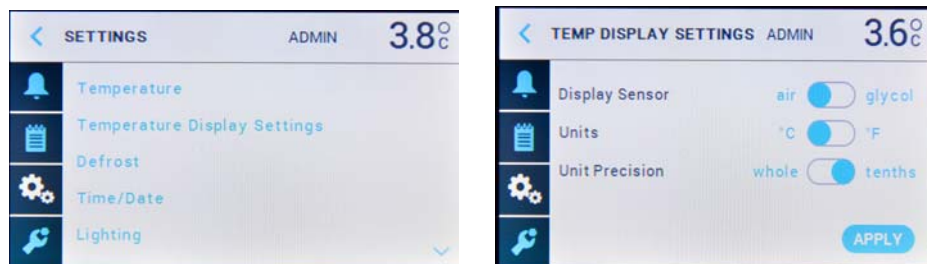 SETTINGS ADMIN 3.8°C
Temperature
Temperature Display Settings
Defrost
Time/Date
Lighting
TEMP DISPLAY SETTINGS ADMIN 3.6°C
Display Sensor air glycol
Units °C °F
Unit Precision whole tenths
APPLY